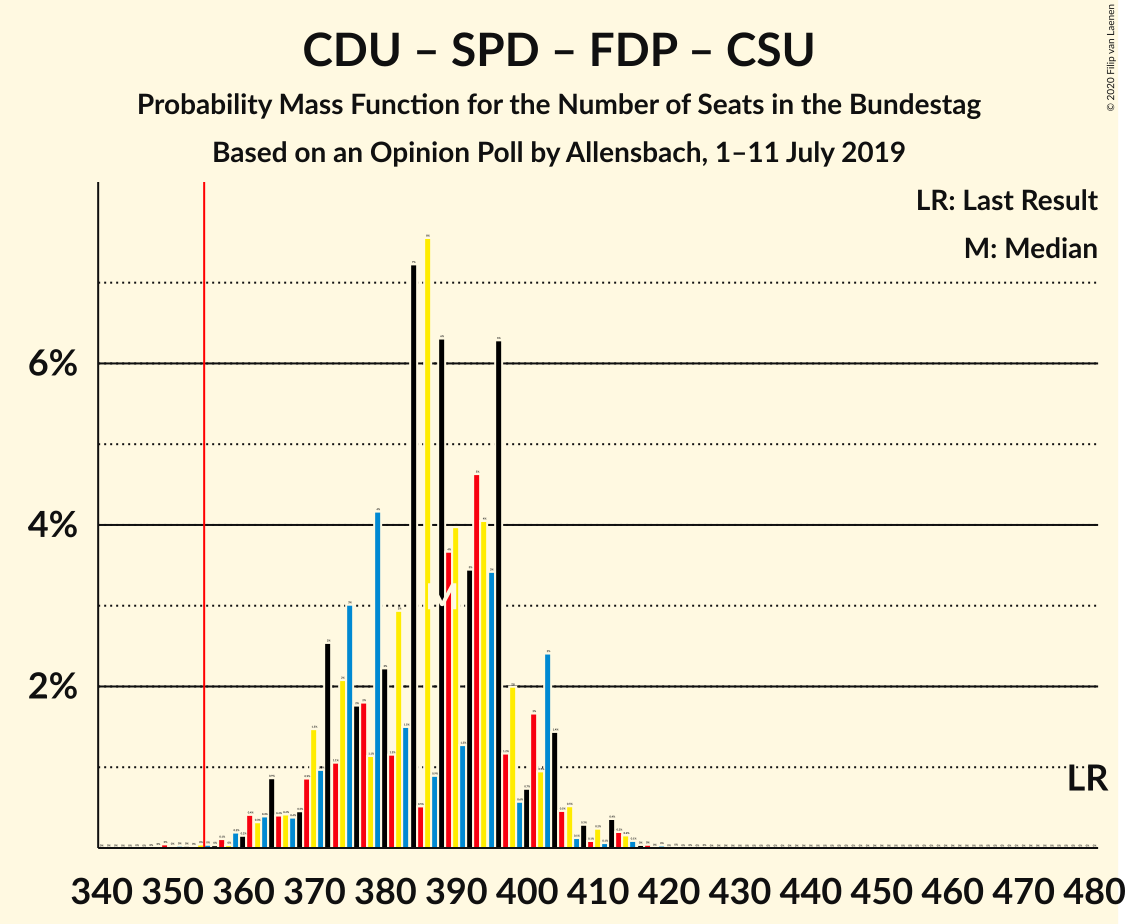 CDU – SPD – FDP – CSU
Probability Mass Function for the Number of Seats in the Bundestag
Based on an Opinion Poll by Allensbach, 1–11 July 2019
© 2020 Filip van Laenen
LR: Last Result
M: Median
6%
4%
2%
M
LR
340 350 360 370 380 390 400 410 420 430 440 450 460 470 480